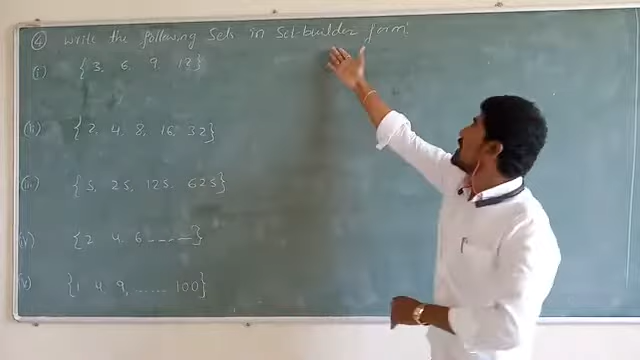 ④ Write the following Sets in Set-builder form.
(i) {3, 6, 9, 12}
(ii) {2, 4, 8, 16, 32}
(iii) {5, 25, 125, 625}
(iv) {2 4, 6 ......}
(v) {1 4, 9, ...... 100}